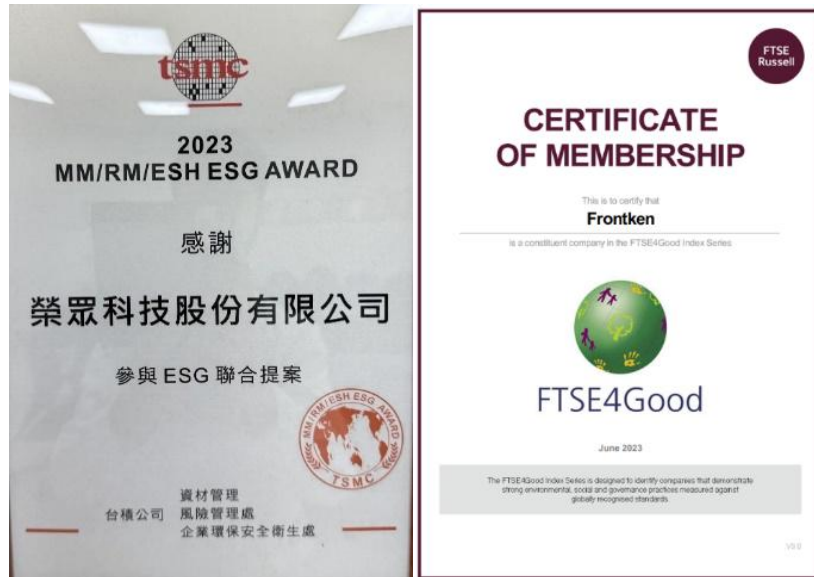 tsmc
2023
MM/RM/ESH ESG AWARD
感謝
榮眾科技股份有限公司
參與 ESG 聯合提案
MM/RM/ESH ESG AWARD
TSMC
台積公司
資材管理
風險管理處
企業環保安全衛生處
FTSE
Russell
CERTIFICATE
OF MEMBERSHIP
This is to certify that
Frontken
is a constituent company in the FTSE4Good Index Series
FTSE4Good
June 2023
The FTSE4Good Index Series is designed to identify companies that demonstrate
strong environmental, social and governance practices measured against
globally recognised standards.